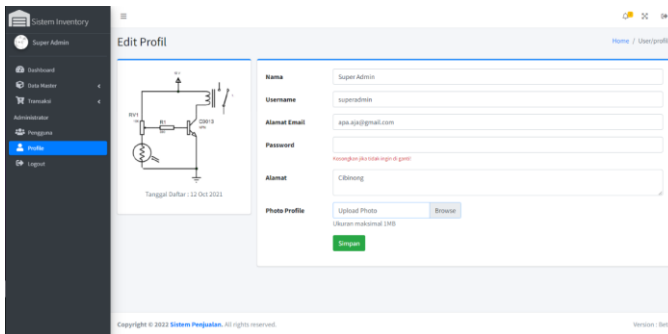 Sistem Inventory
Super Admin
Dashboard
Data Master
Transaksi
Administrator
Pengguna
Profile
Logout
Edit Profil
Home / User/profil
RV1
R1
Tanggal Daftar : 12 Oct 2021
Nama
Super Admin
Username
superadmin
Alamat Email
apa.aja@gmail.com
Password
Kosongkan jika tidak ingin di ganti!
Alamat
Cibinong
Photo Profile
Upload Photo
Browse
Ukuran maksimal 1MB
Simpan
Copyright © 2022 Sistem Penjualan. All rights reserved.
Version : Bet